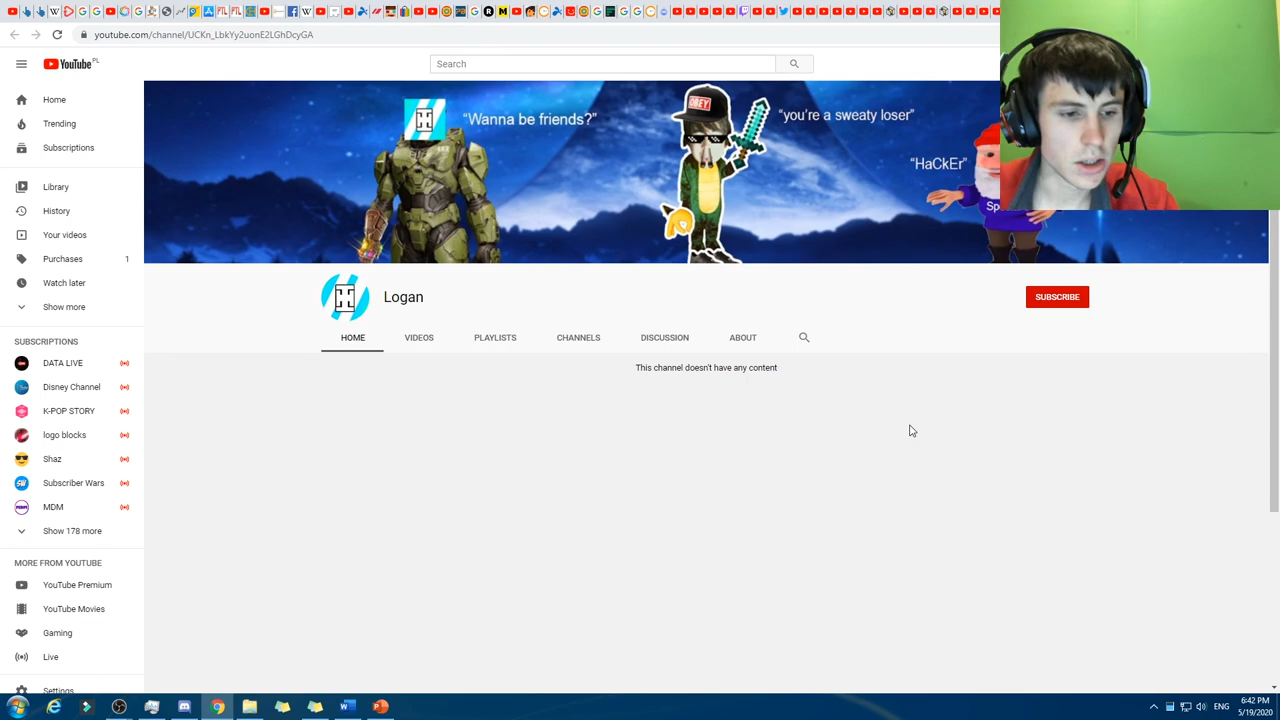 youtube.com/channel/UCKn_LbkYy2uonE2LGhDcyGA
YouTube PL
Search
Home
Trending
Subscriptions
Library
History
Your videos
Purchases 1
Watch later
Show more
SUBSCRIPTIONS
DATA LIVE
Disney Channel
K-POP STORY
logo blocks
Shaz
Subscriber Wars
MDM
Show 178 more
MORE FROM YOUTUBE
YouTube Premium
YouTube Movies
Gaming
Live
Settings
“Wanna be friends?”
OBEY
“you’re a sweaty loser”
“HaCkEr”
Sp
Logan
SUBSCRIBE
HOME VIDEOS PLAYLISTS CHANNELS DISCUSSION ABOUT
This channel doesn't have any content
ENG
6:42 PM
5/19/2020